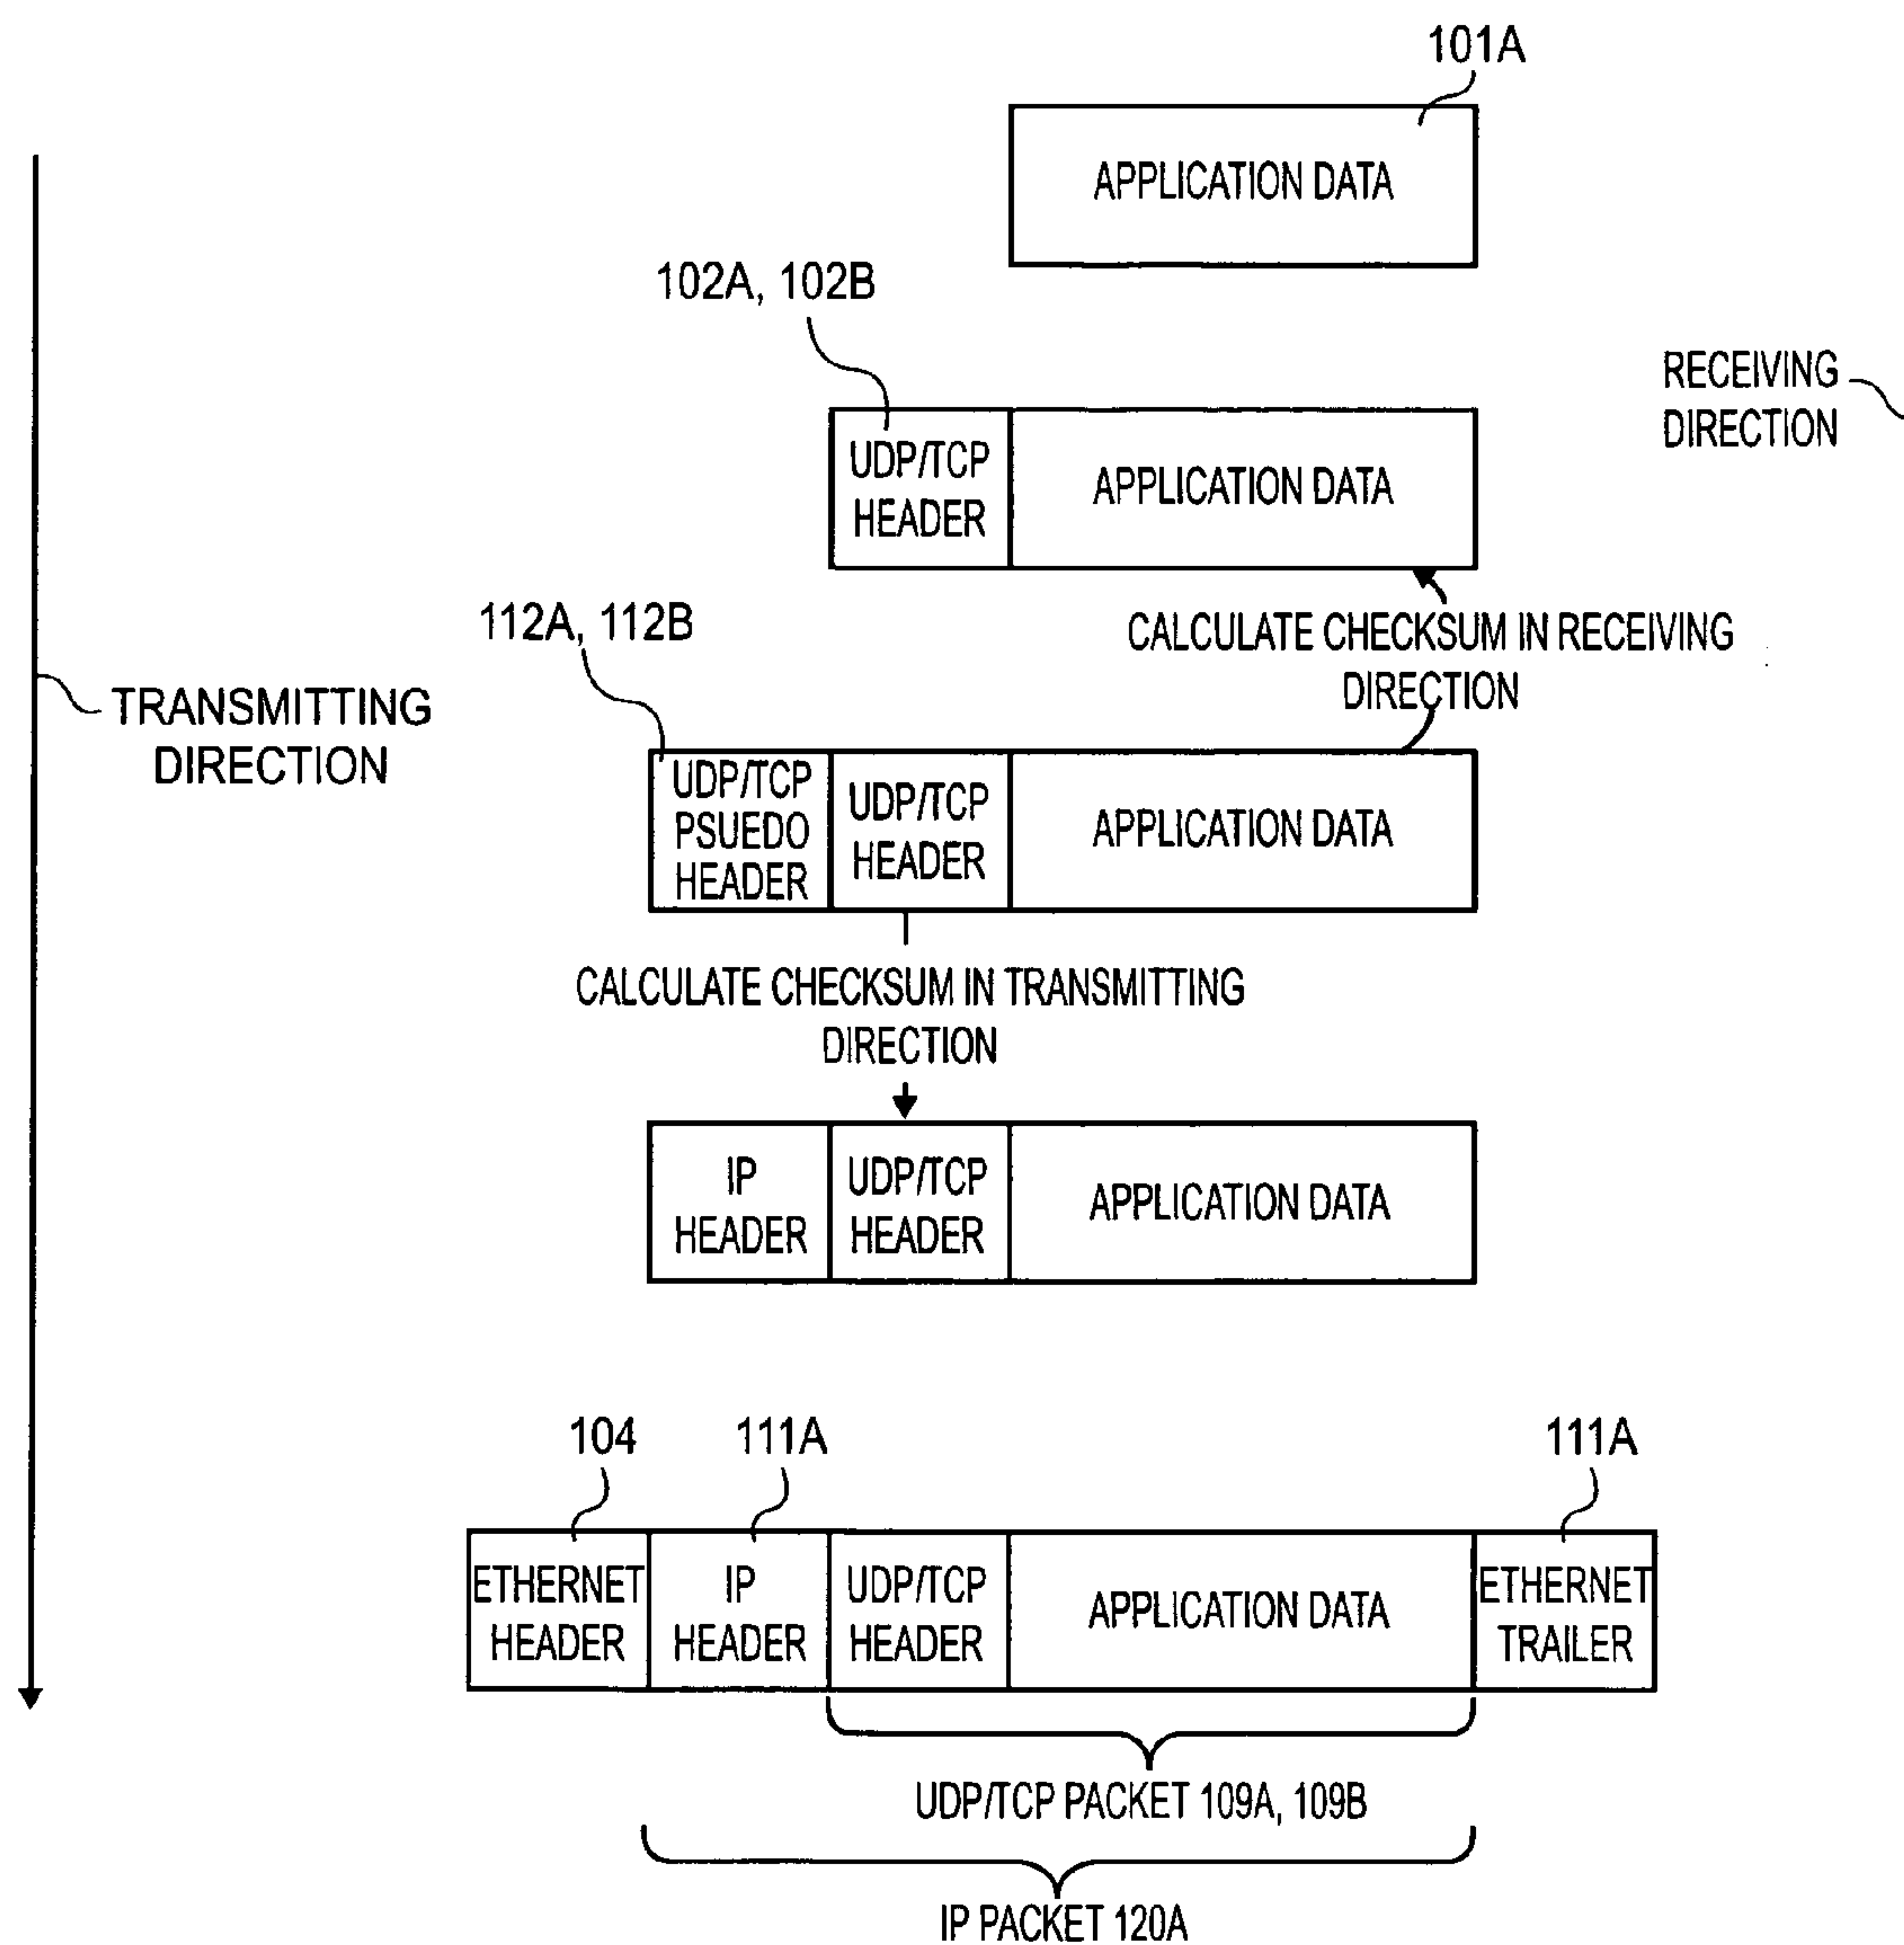 101A
APPLICATION DATA
102A, 102B
RECEIVING
DIRECTION
UDP/TCP
HEADER
APPLICATION DATA
112A, 112B
CALCULATE CHECKSUM IN RECEIVING
DIRECTION
TRANSMITTING
DIRECTION
UDP/TCP
PSUEDO
HEADER
UDP/TCP
HEADER
APPLICATION DATA
CALCULATE CHECKSUM IN TRANSMITTING
DIRECTION
IP
HEADER
UDP/TCP
HEADER
APPLICATION DATA
104
111A
111A
ETHERNET
HEADER
IP
HEADER
UDP/TCP
HEADER
APPLICATION DATA
ETHERNET
TRAILER
UDP/TCP PACKET 109A, 109B
IP PACKET 120A